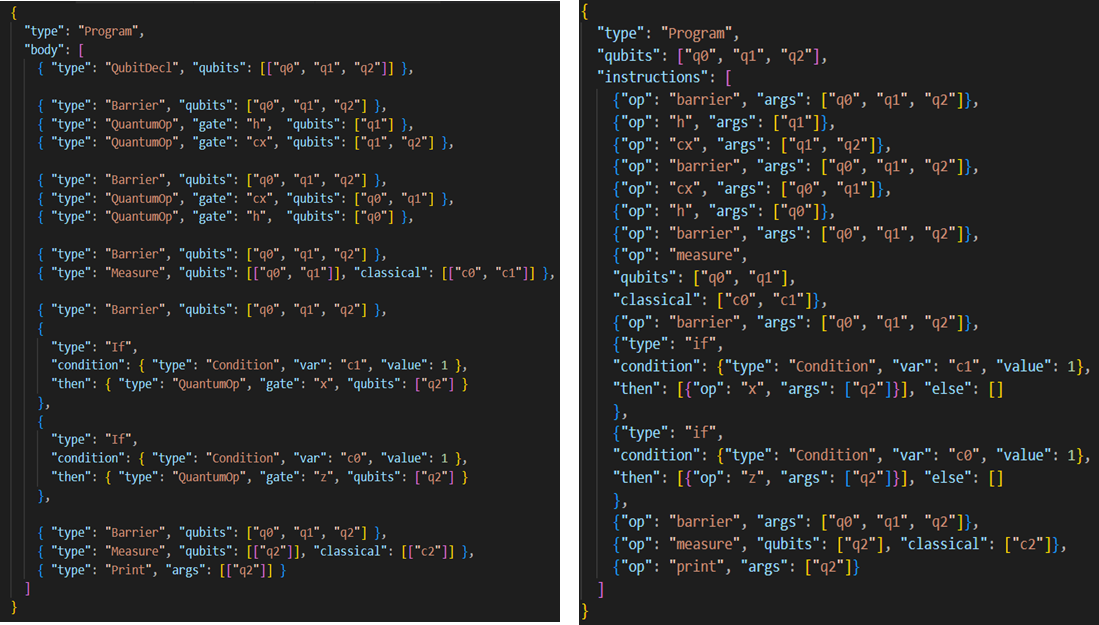 {
"type": "Program",
"body": [
{ "type": "QubitDecl", "qubits": [["q0", "q1", "q2"]] },
{ "type": "Barrier", "qubits": ["q0", "q1", "q2"] },
{ "type": "QuantumOp", "gate": "h", "qubits": ["q1"] },
{ "type": "QuantumOp", "gate": "cx", "qubits": ["q1", "q2"] },
{ "type": "Barrier", "qubits": ["q0", "q1", "q2"] },
{ "type": "QuantumOp", "gate": "cx", "qubits": ["q0", "q1"] },
{ "type": "QuantumOp", "gate": "h", "qubits": ["q0"] },
{ "type": "Barrier", "qubits": ["q0", "q1", "q2"] },
{ "type": "Measure", "qubits": [["q0", "q1"]], "classical": [["c0", "c1"]] },
{ "type": "Barrier", "qubits": ["q0", "q1", "q2"] },
{
"type": "If",
"condition": { "type": "Condition", "var": "c1", "value": 1 },
"then": { "type": "QuantumOp", "gate": "x", "qubits": ["q2"] }
},
{
"type": "If",
"condition": { "type": "Condition", "var": "c0", "value": 1 },
"then": { "type": "QuantumOp", "gate": "z", "qubits": ["q2"] }
},
{ "type": "Barrier", "qubits": ["q0", "q1", "q2"] },
{ "type": "Measure", "qubits": [["q2"]], "classical": [["c2"]] },
{ "type": "Print", "args": [["q2"]] }
]
}
{
"type": "Program",
"qubits": ["q0", "q1", "q2"],
"instructions": [
{"op": "barrier", "args": ["q0", "q1", "q2"]},
{"op": "h", "args": ["q1"]},
{"op": "cx", "args": ["q1", "q2"]},
{"op": "barrier", "args": ["q0", "q1", "q2"]},
{"op": "cx", "args": ["q0", "q1"]},
{"op": "h", "args": ["q0"]},
{"op": "barrier", "args": ["q0", "q1", "q2"]},
{"op": "measure",
"qubits": ["q0", "q1"],
"classical": ["c0", "c1"]},
{"op": "barrier", "args": ["q0", "q1", "q2"]},
{"type": "if",
"condition": {"type": "Condition", "var": "c1", "value": 1},
"then": [{"op": "x", "args": ["q2"]}], "else": []
},
{"type": "if",
"condition": {"type": "Condition", "var": "c0", "value": 1},
"then": [{"op": "z", "args": ["q2"]}], "else": []
},
{"op": "barrier", "args": ["q0", "q1", "q2"]},
{"op": "measure", "qubits": ["q2"], "classical": ["c2"]},
{"op": "print", "args": ["q2"]}
]
}